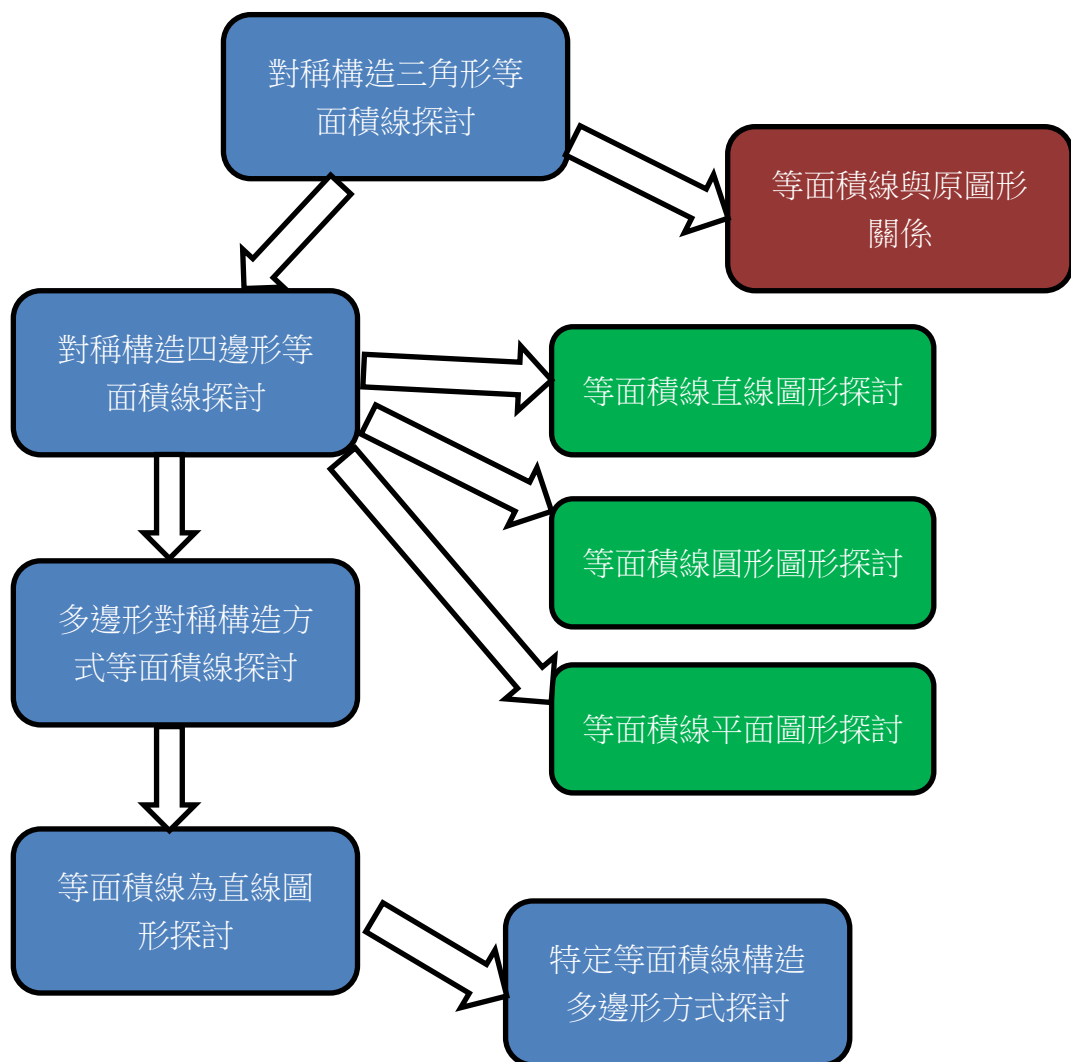 對稱構造三角形等
面積線探討
等面積線與原圖形
關係
對稱構造四邊形等
面積線探討
等面積線直線圖形探討
等面積線圓形圖形探討
多邊形對稱構造方
式等面積線探討
等面積線平面圖形探討
等面積線為直線圖
形探討
特定等面積線構造
多邊形方式探討